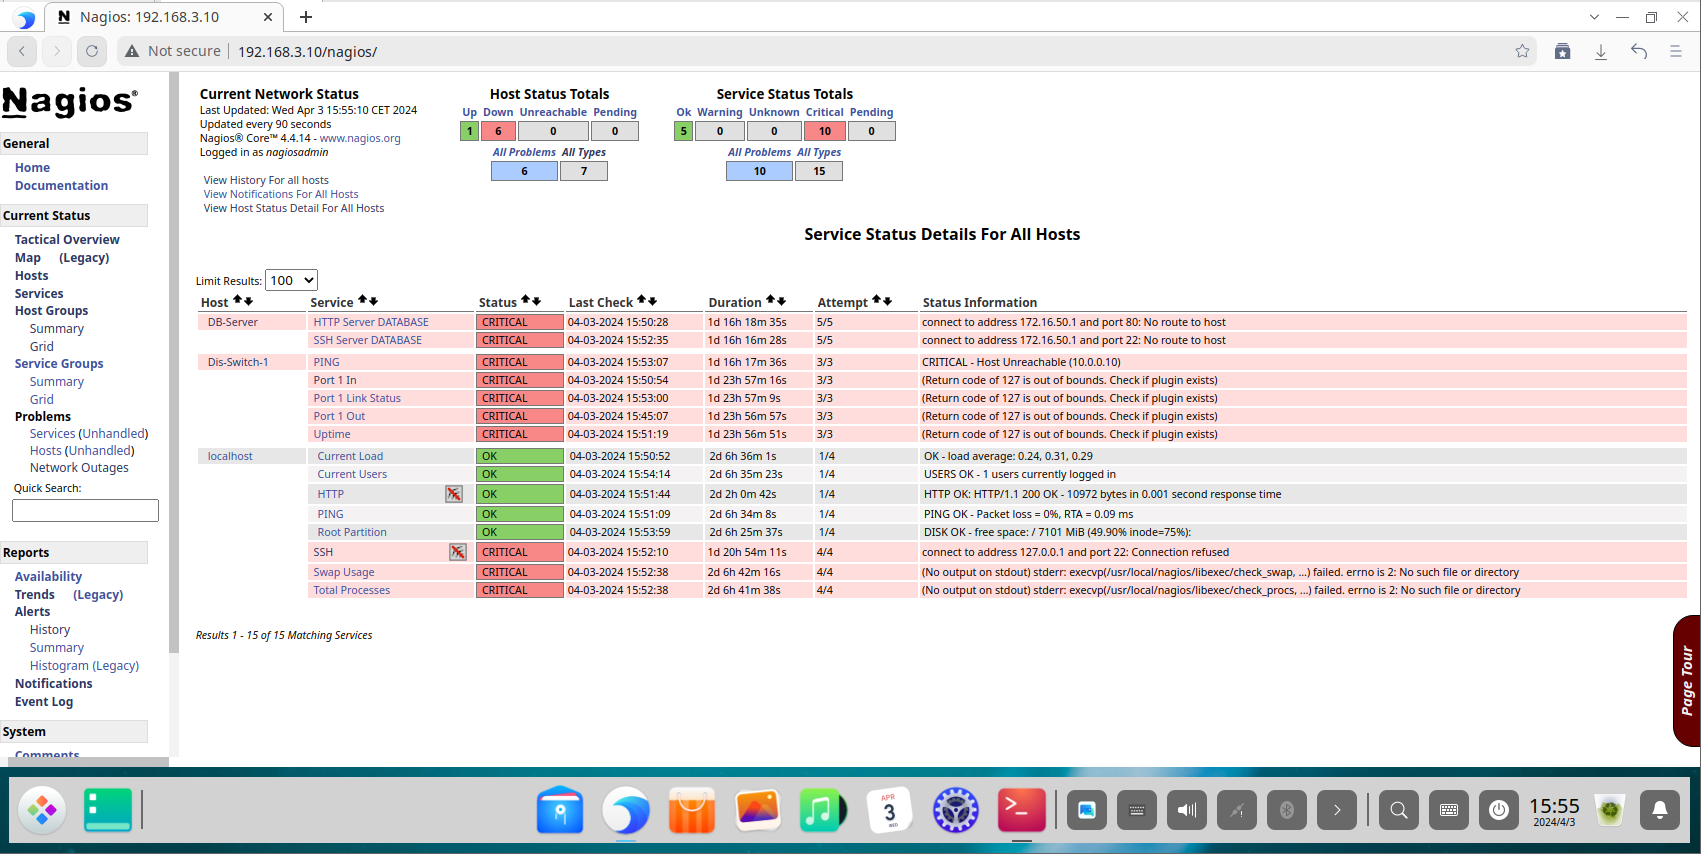 Nagios: 192.168.3.10
Not secure 192.168.3.10/nagios/
Nagios®
General
Home
Documentation
Current Status
Tactical Overview
Map (Legacy)
Hosts
Services
Host Groups
Summary
Grid
Service Groups
Summary
Grid
Problems
Services (Unhandled)
Hosts (Unhandled)
Network Outages
Quick Search:
Reports
Availability
Trends (Legacy)
Alerts
History
Summary
Histogram (Legacy)
Notifications
Event Log
System
Comments
Current Network Status
Last Updated: Wed Apr 3 15:55:10 CET 2024
Updated every 90 seconds
Nagios® Core™ 4.4.14 - www.nagios.org
Logged in as nagiosadmin
View History For all hosts
View Notifications For All Hosts
View Host Status Detail For All Hosts
Host Status Totals
Up Down Unreachable Pending
1 6 0 0
All Problems All Types
6 7
Service Status Totals
Ok Warning Unknown Critical Pending
5 0 0 10 0
All Problems All Types
10 15
Service Status Details For All Hosts
Limit Results: 100
Host Service Status Last Check Duration Attempt Status Information
DB-Server HTTP Server DATABASE CRITICAL 04-03-2024 15:50:28 1d 16h 18m 35s 5/5 connect to address 172.16.50.1 and port 80: No route to host
SSH Server DATABASE CRITICAL 04-03-2024 15:52:35 1d 16h 16m 28s 5/5 connect to address 172.16.50.1 and port 22: No route to host
Dis-Switch-1 PING CRITICAL 04-03-2024 15:53:07 1d 16h 17m 36s 3/3 CRITICAL - Host Unreachable (10.0.0.10)
Port 1 In CRITICAL 04-03-2024 15:50:54 1d 23h 57m 16s 3/3 (Return code of 127 is out of bounds. Check if plugin exists)
Port 1 Link Status CRITICAL 04-03-2024 15:53:00 1d 23h 57m 9s 3/3 (Return code of 127 is out of bounds. Check if plugin exists)
Port 1 Out CRITICAL 04-03-2024 15:45:07 1d 23h 56m 57s 3/3 (Return code of 127 is out of bounds. Check if plugin exists)
Uptime CRITICAL 04-03-2024 15:51:19 1d 23h 56m 51s 3/3 (Return code of 127 is out of bounds. Check if plugin exists)
localhost Current Load OK 04-03-2024 15:50:52 2d 6h 36m 1s 1/4 OK - load average: 0.24, 0.31, 0.29
Current Users OK 04-03-2024 15:54:14 2d 6h 35m 23s 1/4 USERS OK - 1 users currently logged in
HTTP OK 04-03-2024 15:51:44 2d 2h 0m 42s 1/4 HTTP OK: HTTP/1.1 200 OK - 10972 bytes in 0.001 second response time
PING OK 04-03-2024 15:51:09 2d 6h 34m 8s 1/4 PING OK - Packet loss = 0%, RTA = 0.09 ms
Root Partition OK 04-03-2024 15:53:59 2d 6h 25m 37s 1/4 DISK OK - free space: / 7101 MiB (49.90% inode=75%):
SSH CRITICAL 04-03-2024 15:52:10 1d 20h 54m 11s 4/4 connect to address 127.0.0.1 and port 22: Connection refused
Swap Usage CRITICAL 04-03-2024 15:52:38 2d 6h 42m 16s 4/4 (No output on stdout) stderr: execvp(/usr/local/nagios/libexec/check_swap, ...) failed. errno is 2: No such file or directory
Total Processes CRITICAL 04-03-2024 15:52:38 2d 6h 41m 38s 4/4 (No output on stdout) stderr: execvp(/usr/local/nagios/libexec/check_procs, ...) failed. errno is 2: No such file or directory
Results 1 - 15 of 15 Matching Services
Page Tour
APR
3
WED
15:55
2024/4/3